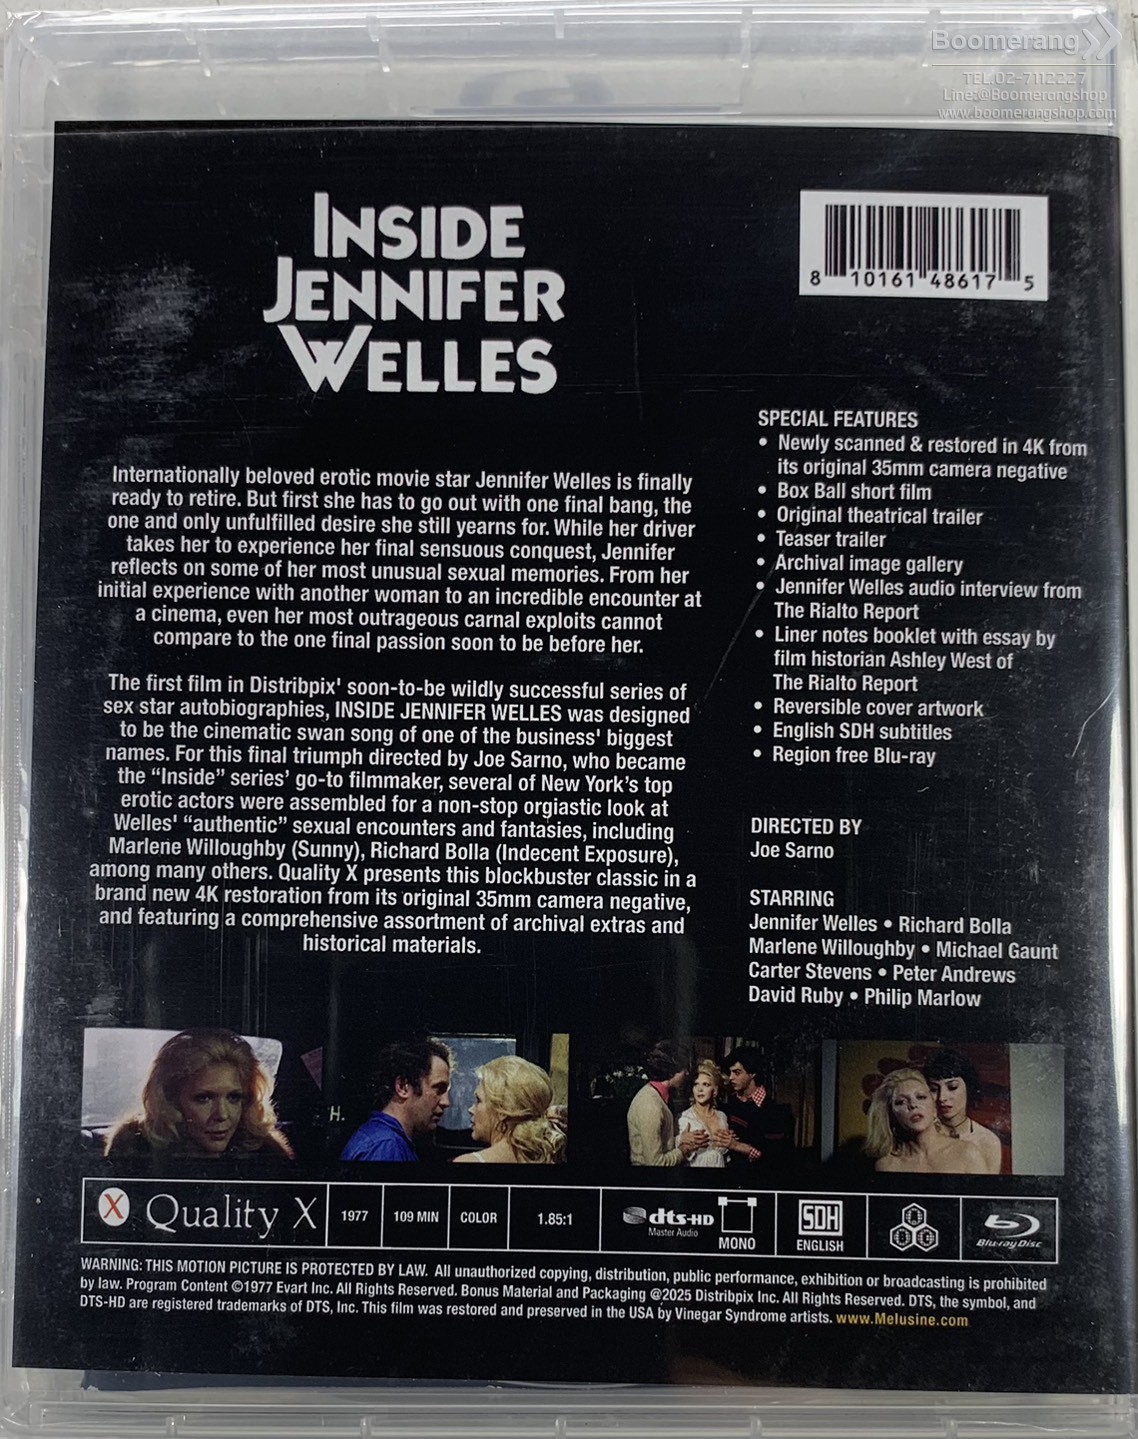 Boomerang
TEL.02-7112227
Line:@Boomerangshop
www.boomerangshop.com
INSIDE
JENNIFER
WELLES
8 10161 48617 5
Internationally beloved erotic movie star Jennifer Welles is finally
ready to retire. But first she has to go out with one final bang, the
one and only unfulfilled desire she still yearns for. While her driver
takes her to experience her final sensuous conquest, Jennifer
reflects on some of her most unusual sexual memories. From her
initial experience with another woman to an incredible encounter at
a cinema, even her most outrageous carnal exploits cannot
compare to the one final passion soon to be before her.
The first film in Distribpix' soon-to-be wildly successful series of
sex star autobiographies, INSIDE JENNIFER WELLES was designed
to be the cinematic swan song of one of the business' biggest
names. For this final triumph directed by Joe Sarno, who became
the “Inside” series’ go-to filmmaker, several of New York’s top
erotic actors were assembled for a non-stop orgiastic look at
Welles' “authentic” sexual encounters and fantasies, including
Marlene Willoughby (Sunny), Richard Bolla (Indecent Exposure),
among many others. Quality X presents this blockbuster classic in a
brand new 4K restoration from its original 35mm camera negative,
and featuring a comprehensive assortment of archival extras and
historical materials.
SPECIAL FEATURES
• Newly scanned & restored in 4K from
its original 35mm camera negative
• Box Ball short film
• Original theatrical trailer
• Teaser trailer
• Archival image gallery
• Jennifer Welles audio interview from
The Rialto Report
• Liner notes booklet with essay by
film historian Ashley West of
The Rialto Report
• Reversible cover artwork
• English SDH subtitles
• Region free Blu-ray
DIRECTED BY
Joe Sarno
STARRING
Jennifer Welles • Richard Bolla
Marlene Willoughby • Michael Gaunt
Carter Stevens • Peter Andrews
David Ruby • Philip Marlow
H.
X Quality X 1977 109 MIN COLOR 1.85:1 dts-HD Master Audio MONO SDH ENGLISH Blu-ray Disc
WARNING: THIS MOTION PICTURE IS PROTECTED BY LAW. All unauthorized copying, distribution, public performance, exhibition or broadcasting is prohibited
by law. Program Content ©1977 Evart Inc. All Rights Reserved. Bonus Material and Packaging @2025 Distribpix Inc. All Rights Reserved. DTS, the symbol, and
DTS-HD are registered trademarks of DTS, Inc. This film was restored and preserved in the USA by Vinegar Syndrome artists. www.Melusine.com